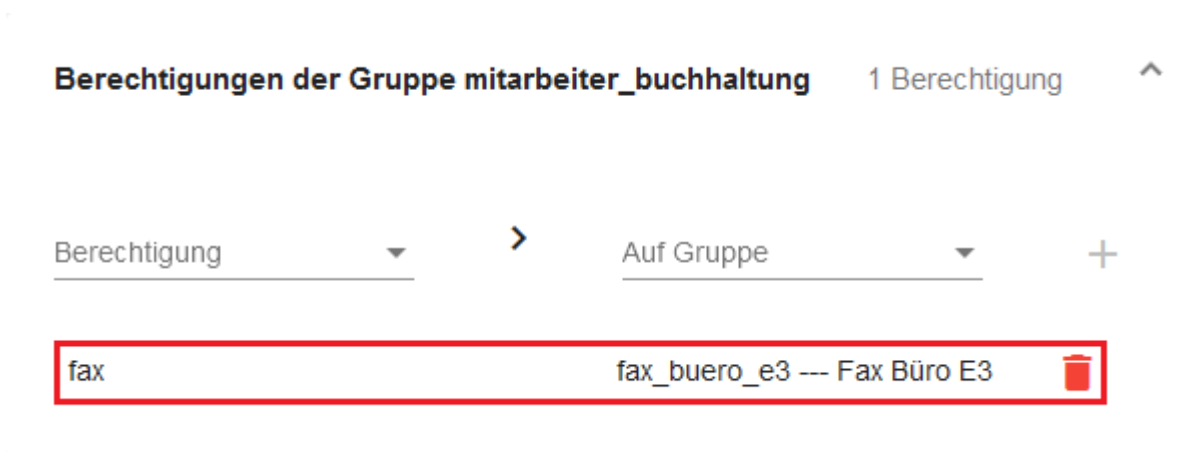 Berechtigungen der Gruppe mitarbeiter_buchhaltung 1 Berechtigung
Berechtigung Auf Gruppe
fax fax_buero_e3 --- Fax Büro E3